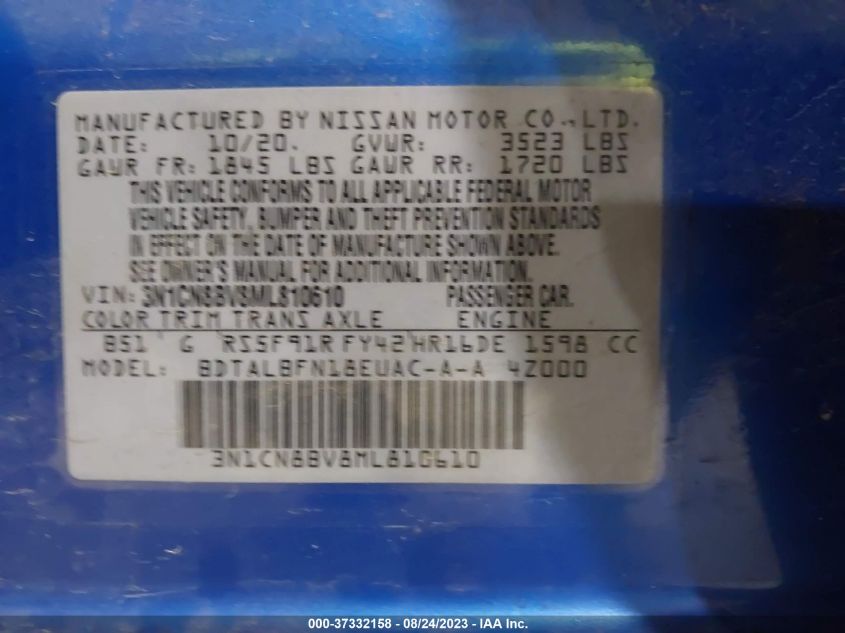 MANUFACTURED BY NISSAN MOTOR CO., LTD.
DATE: 10/20. GVWR: 3523 LBS
GAWR FR: 1845 LBS GAWR RR: 1720 LBS
THIS VEHICLE CONFORMS TO ALL APPLICABLE FEDERAL MOTOR
VEHICLE SAFETY, BUMPER AND THEFT PREVENTION STANDARDS
IN EFFECT ON THE DATE OF MANUFACTURE SHOWN ABOVE.
SEE OWNER'S MANUAL FOR ADDITIONAL INFORMATION.
VIN: 3N1CN8BV8ML810610 PASSENGER CAR.
COLOR TRIM TRANS AXLE ENGINE
B51 G RS5F91R FY42 HR16DE 1598 CC
MODEL: BDTALBFN18EUAC-A-A 4Z000
3N1CN8BV8ML810610
000-37332158 - 08/24/2023 - IAA, Inc.